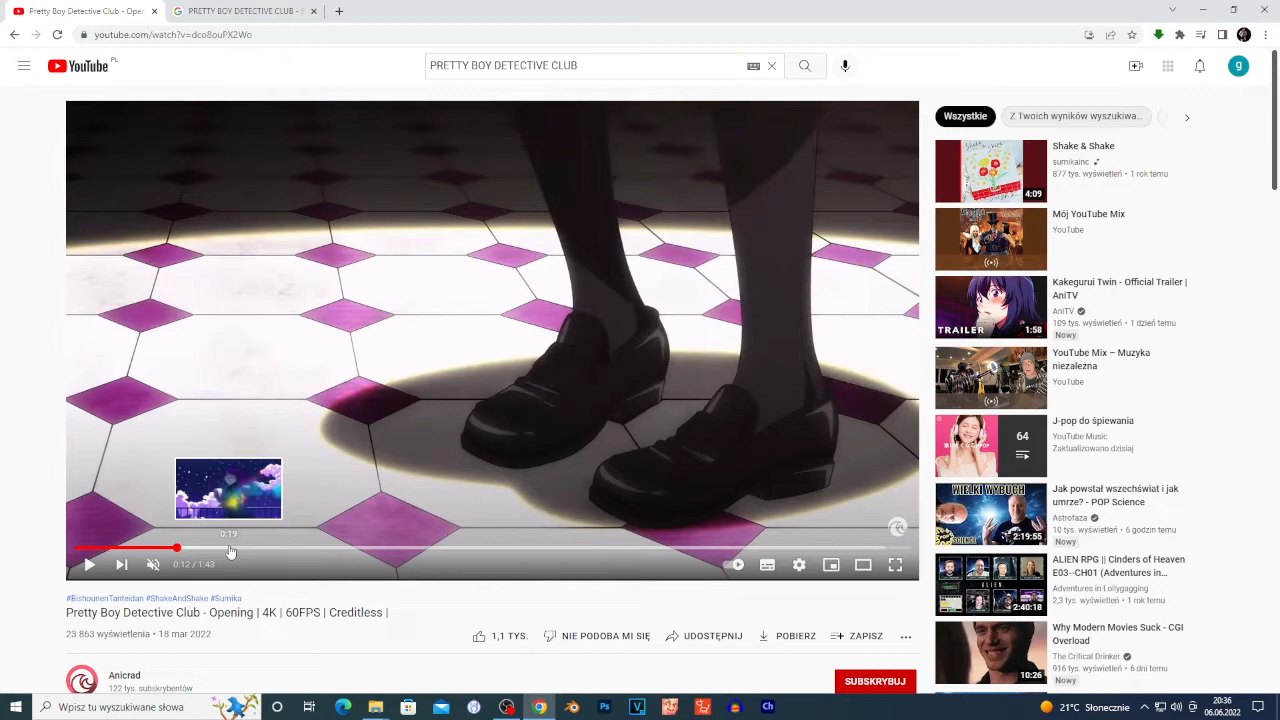 Pretty Boy Detective Club - Ope
PRETTY BOY DETECTIVE CLUB - S
youtube.com/watch?v=dco8ouPX2Wo
YouTube PL
PRETTY BOY DETECTIVE CLUB
g
Wszystkie
Z Twoich wyników wyszukiwa...
Shake & Shake
sumikainc
877 tys. wyświetleń • 1 rok temu
4:09
Mój YouTube Mix
YouTube
Kakegurui Twin - Official Trailer |
AniTV
AniTV
109 tys. wyświetleń • 1 dzień temu
TRAILER
1:58
Nowy
YouTube Mix – Muzyka
niezależna
YouTube
J-pop do śpiewania
YouTube Music
Zaktualizowano dzisiaj
64
Jak powstał wszechświat i jak
umrze? - POP Science
Astrofaza
10 tys. wyświetleń • 6 godzin temu
Nowy
WIELKI WYBUCH
2:19:55
ALIEN RPG || Cinders of Heaven
E03--CH01 (Adventures in...
Adventures in Lollygagging
2,3 tys. wyświetleń • 1 rok temu
ALIEN
2:40:18
Why Modern Movies Suck - CGI
Overload
The Critical Drinker
916 tys. wyświetleń • 6 dni temu
Nowy
10:26
0:19
0:12 / 1:43
#BishounenTanteidan #ShakeAndShake #Sumika
Pretty Boy Detective Club - Opening | 4K | 60FPS | Creditless |
23 863 wyświetlenia • 18 mar 2022
1,1 TYS.
NIE PODOBA MI SIĘ
UDOSTĘPNIJ
POBIERZ
ZAPISZ
Anicrad
122 tys. subskrybentów
SUBSKRYBUJ
Wpisz tu wyszukiwane słowa
Ps
Ch
21°C
20:36
06.06.2022